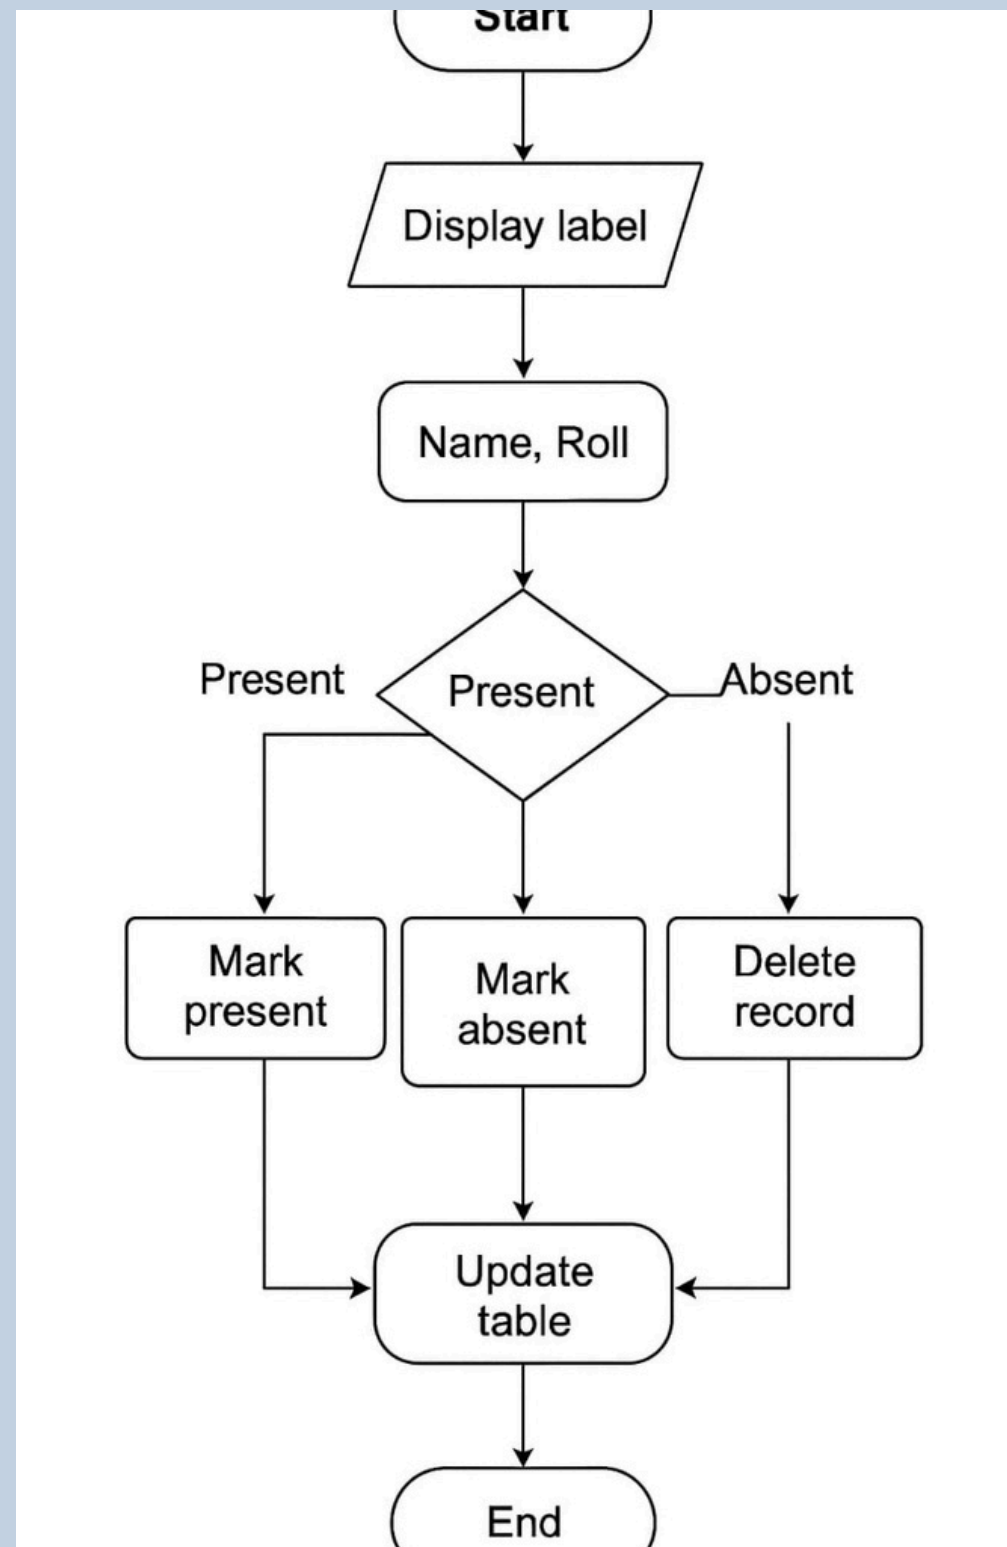 Start
Display label
Name, Roll
Present
Present
Absent
Mark
present
Mark
absent
Delete
record
Update
table
End